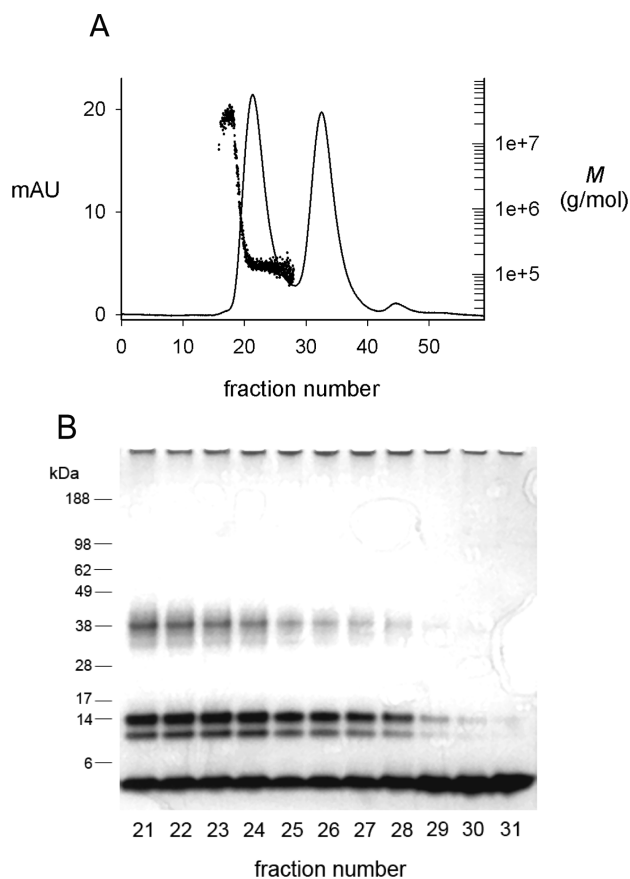 A
20
10
0
mAU
1e+7
1e+6
1e+5
M
(g/mol)
0 10 20 30 40 50
fraction number
B
kDa
188
98
62
49
38
28
17
14
6
21 22 23 24 25 26 27 28 29 30 31
fraction number